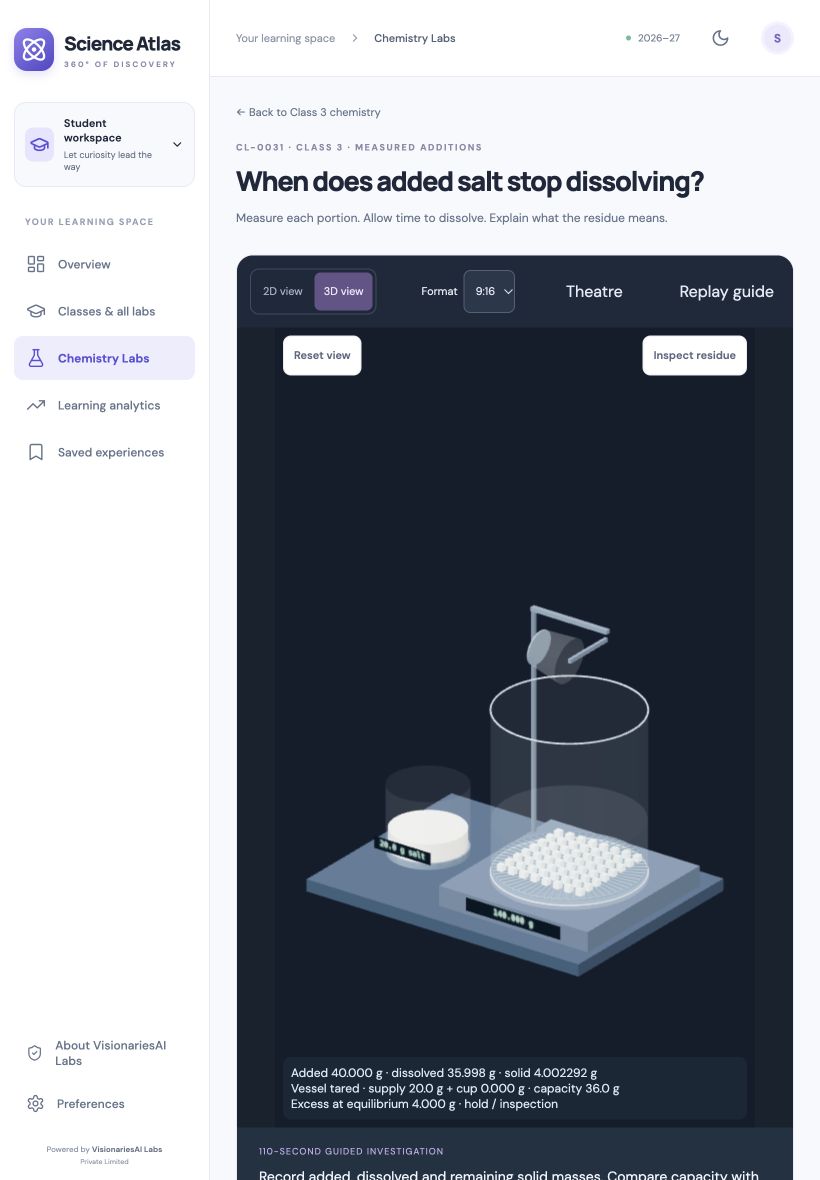 Science Atlas
360° OF DISCOVERY
Student
workspace
Let curiosity lead the
way
YOUR LEARNING SPACE
Overview
Classes & all labs
Chemistry Labs
Learning analytics
Saved experiences
About VisionariesAI
Labs
Preferences
Powered by VisionariesAI Labs
Private Limited
Your learning space > Chemistry Labs
2026–27
S
← Back to Class 3 chemistry
CL-0031 · CLASS 3 · MEASURED ADDITIONS
When does added salt stop dissolving?
Measure each portion. Allow time to dissolve. Explain what the residue means.
2D view 3D view Format 9:16 Theatre Replay guide
Reset view Inspect residue
20.0 g salt
140.000 g
Added 40.000 g · dissolved 35.998 g · solid 4.002292 g
Vessel tared · supply 20.0 g + cup 0.000 g · capacity 36.0 g
Excess at equilibrium 4.000 g · hold / inspection
110-SECOND GUIDED INVESTIGATION
Record added, dissolved and remaining solid masses. Compare capacity with